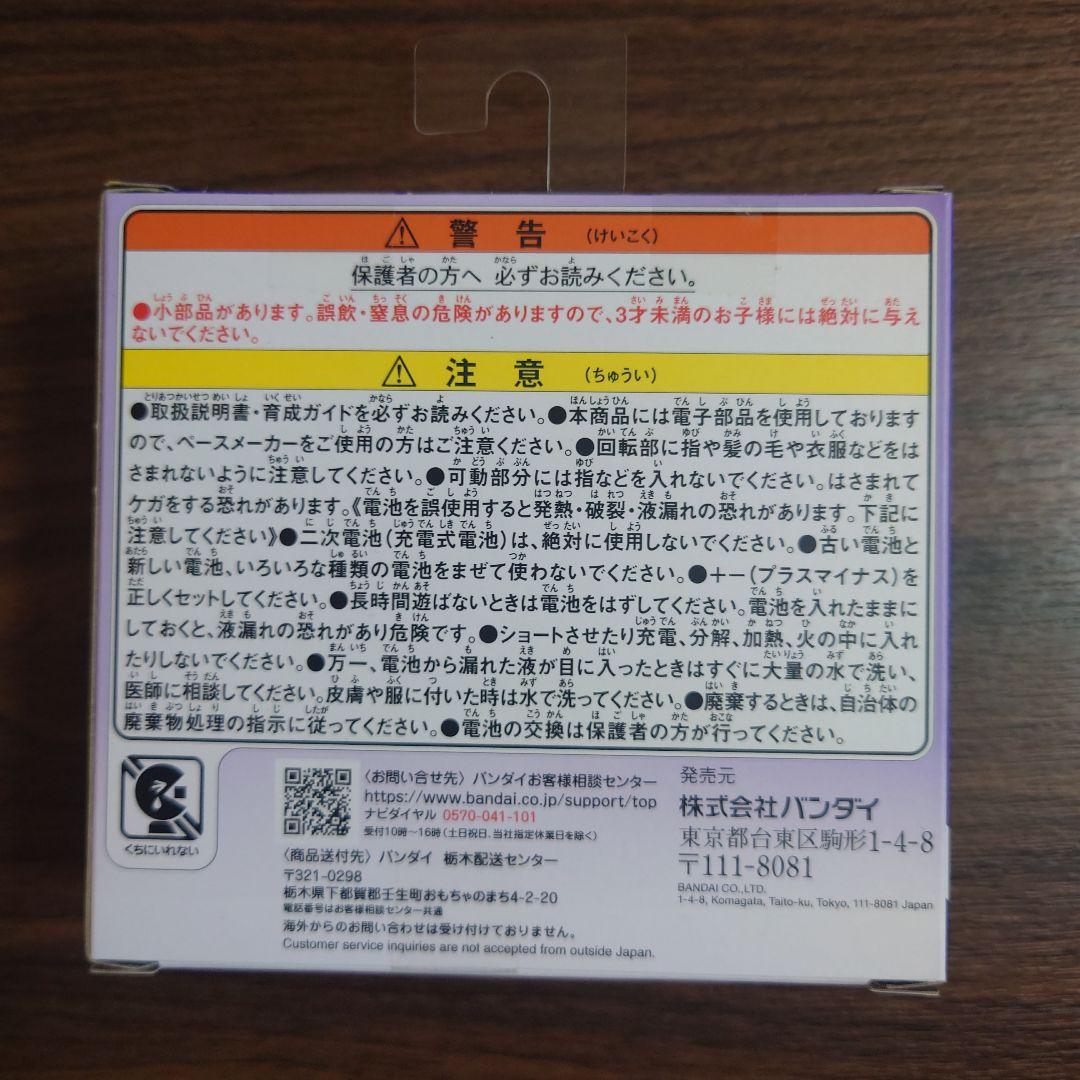 ⚠ 警告 (けいこく)
保護者の方へ 必ずお読みください。
●小部品があります。誤飲・窒息の危険がありますので、3才未満のお子様には絶対に与え
ないでください。
⚠ 注意 (ちゅうい)
●取扱説明書・育成ガイドを必ずお読みください。●本商品には電子部品を使用しております
ので、ペースメーカーをご使用の方はご注意ください。●回転部に指や髪の毛や衣服などをは
さまれないように注意してください。●可動部分には指などを入れないでください。はさまれて
ケガをする恐れがあります。《電池を誤使用すると発熱・破裂・液漏れの恐れがあります。下記に
注意してください》●二次電池(充電式電池)は、絶対に使用しないでください。●古い電池と
新しい電池、いろいろな種類の電池をまぜて使わないでください。●+-(プラスマイナス)を
正しくセットしてください。●長時間遊ばないときは電池をはずしてください。電池を入れたままに
しておくと、液漏れの恐れがあり危険です。●ショートさせたり充電、分解、加熱、火の中に入れ
たりしないでください。●万一、電池から漏れた液が目に入ったときはすぐに大量の水で洗い、
医師に相談してください。皮膚や服に付いた時は水で洗ってください。●廃棄するときは、自治体の
廃棄物処理の指示に従ってください。●電池の交換は保護者の方が行ってください。
くちにいれない
〈お問い合せ先〉バンダイお客様相談センター
https://www.bandai.co.jp/support/top
ナビダイヤル 0570-041-101
受付10時〜16時(土日祝日、当社指定休業日を除く)
〈商品送付先〉バンダイ 栃木配送センター
〒321-0298
栃木県下都賀郡壬生町おもちゃのまち4-2-20
電話番号はお客様相談センター共通
海外からのお問い合わせは受け付けておりません。
Customer service inquiries are not accepted from outside Japan.
発売元
株式会社バンダイ
東京都台東区駒形1-4-8
〒111-8081
BANDAI CO.,LTD.
1-4-8, Komagata, Taito-ku, Tokyo, 111-8081 Japan